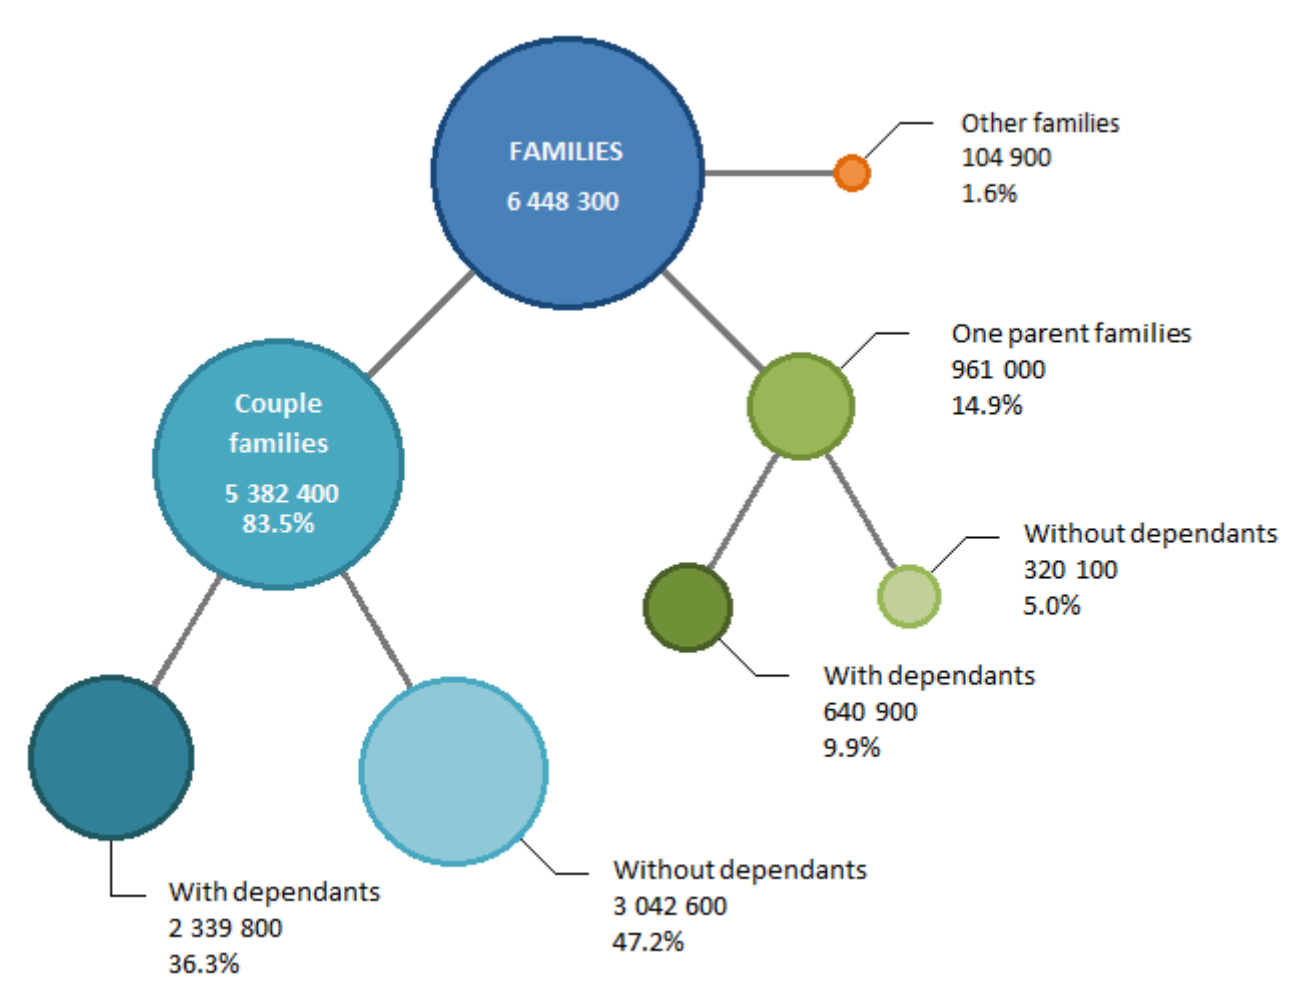 FAMILIES
6 448 300
Other families
104 900
1.6%
One parent families
961 000
14.9%
Couple
families
5 382 400
83.5%
Without dependants
320 100
5.0%
With dependants
640 900
9.9%
Without dependants
3 042 600
47.2%
With dependants
2 339 800
36.3%